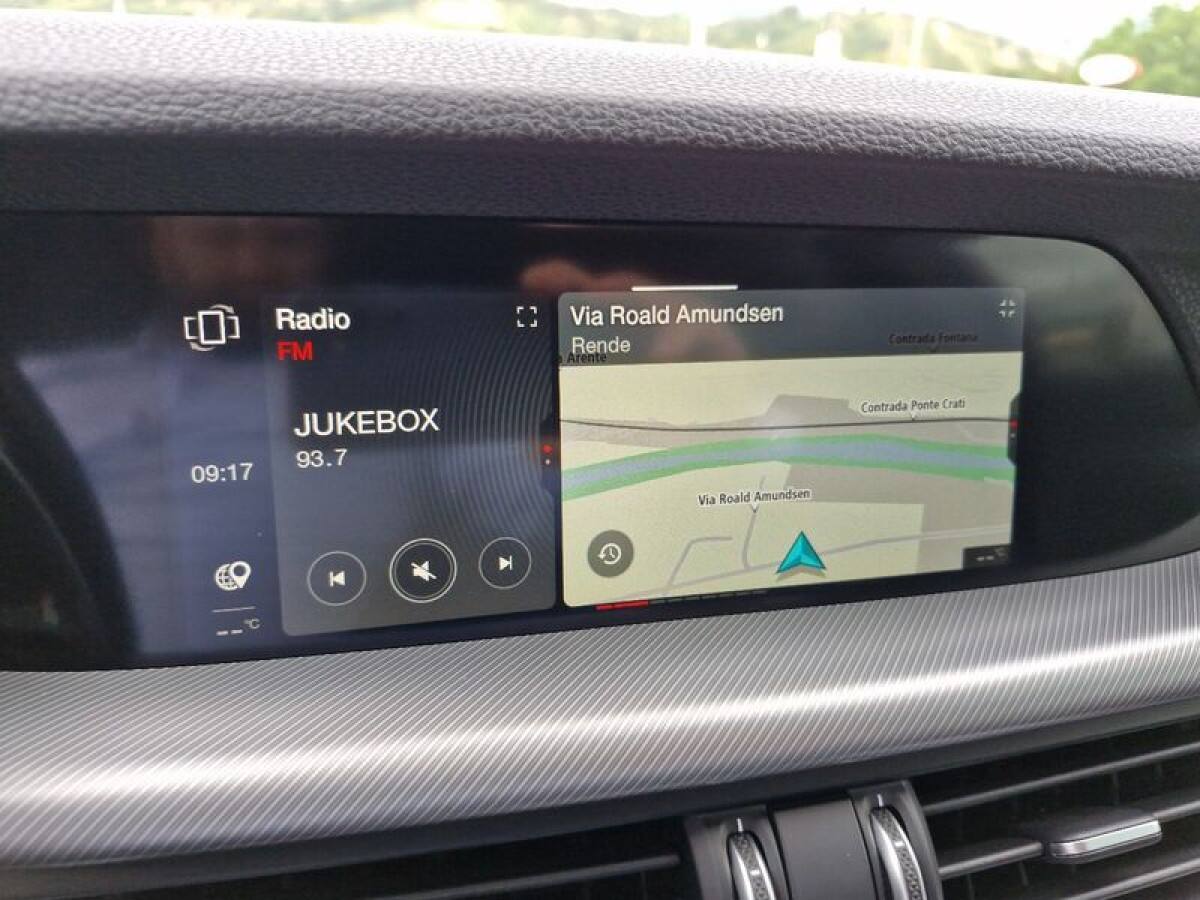 Radio
FM
JUKEBOX
93.7
09:17
--°C
Via Roald Amundsen
Rende
Arente
Contrada Fontana
Contrada Ponte Crati
Via Roald Amundsen
--°C